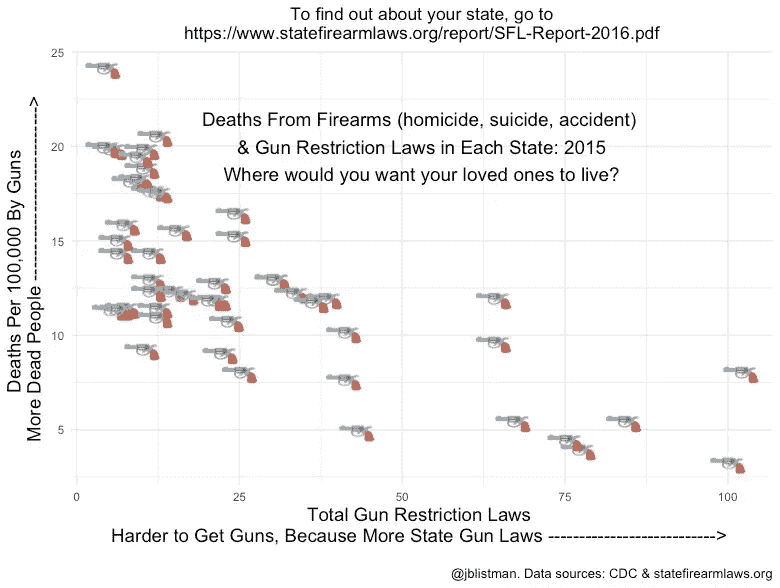 To find out about your state, go to
https://www.statefirearmlaws.org/report/SFL-Report-2016.pdf
Deaths From Firearms (homicide, suicide, accident)
& Gun Restriction Laws in Each State: 2015
Where would you want your loved ones to live?
Deaths Per 100,000 By Guns
More Dead People ---------------------------->
25
20
15
10
5
0
25
50
75
100
Total Gun Restriction Laws
Harder to Get Guns, Because More State Gun Laws ---------------------------->
@jblistman. Data sources: CDC & statefirearmlaws.org